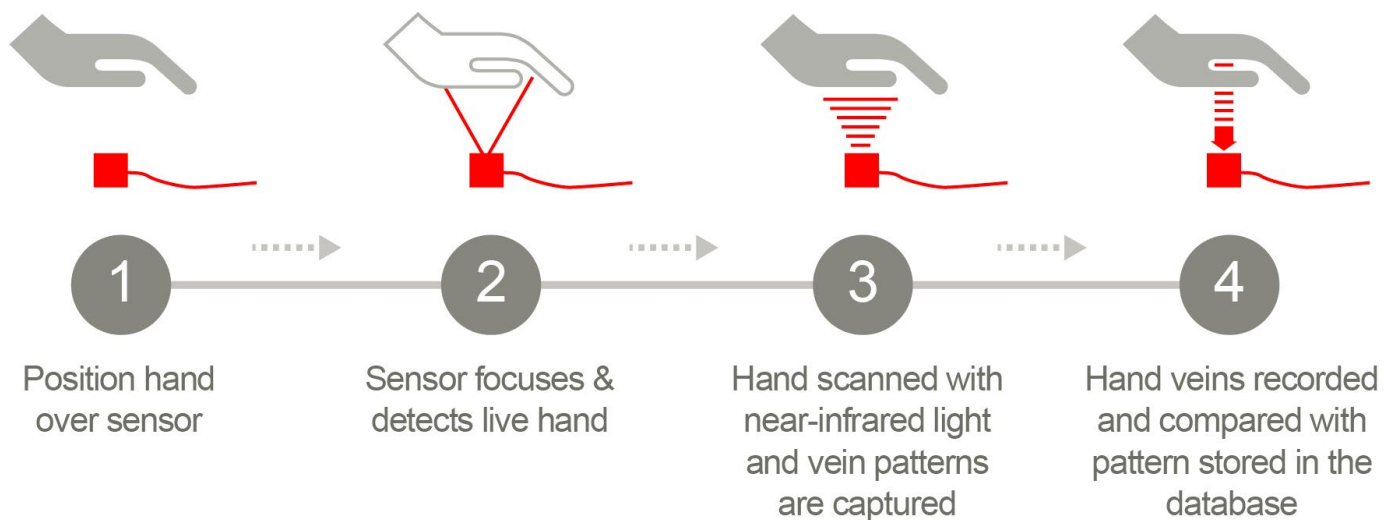 1
2
3
4
Position hand
over sensor
Sensor focuses &
detects live hand
Hand scanned with
near-infrared light
and vein patterns
are captured
Hand veins recorded
and compared with
pattern stored in the
database